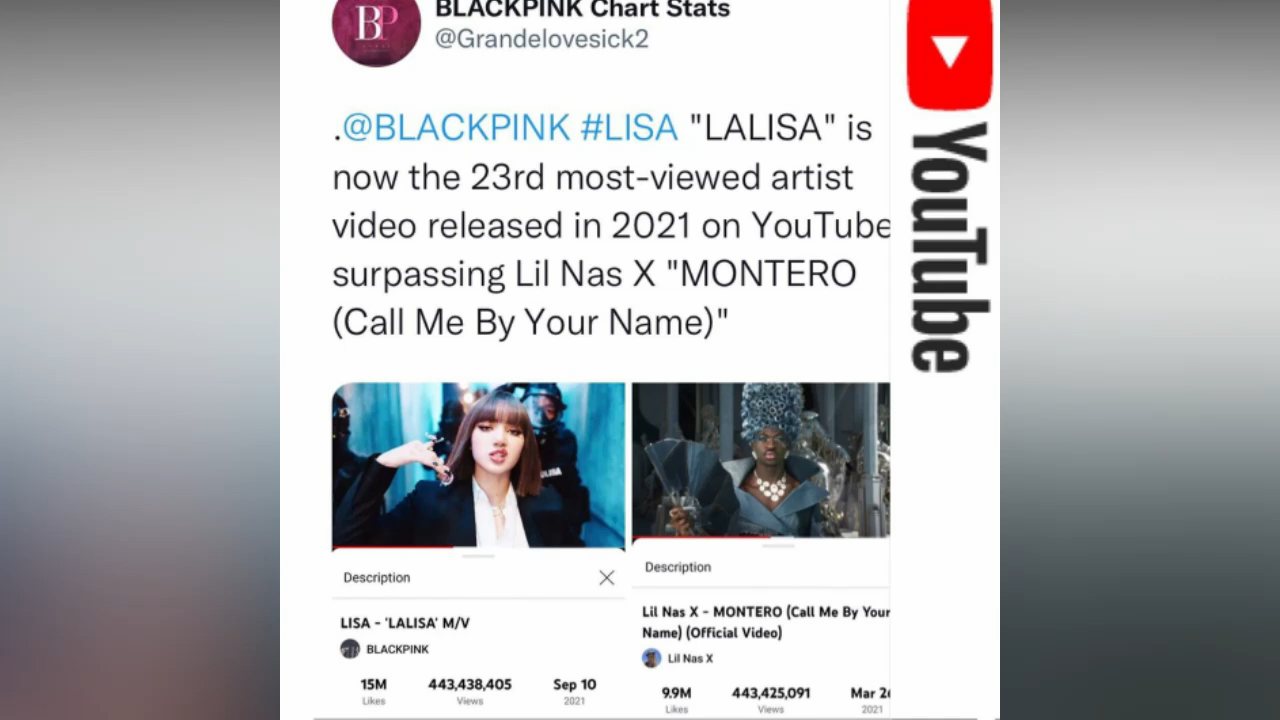 BLACKPINK Chart Stats
@Grandelovesick2
BP
.@BLACKPINK #LISA "LALISA" is
now the 23rd most-viewed artist
video released in 2021 on YouTube
surpassing Lil Nas X "MONTERO
(Call Me By Your Name)"
YouTube
Description
LISA - 'LALISA' M/V
BLACKPINK
15M 443,438,405 Sep 10
Likes Views 2021
Description
Lil Nas X - MONTERO (Call Me By Your
Name) (Official Video)
Lil Nas X
9.9M 443,425,091 Mar 26
Likes Views 2021